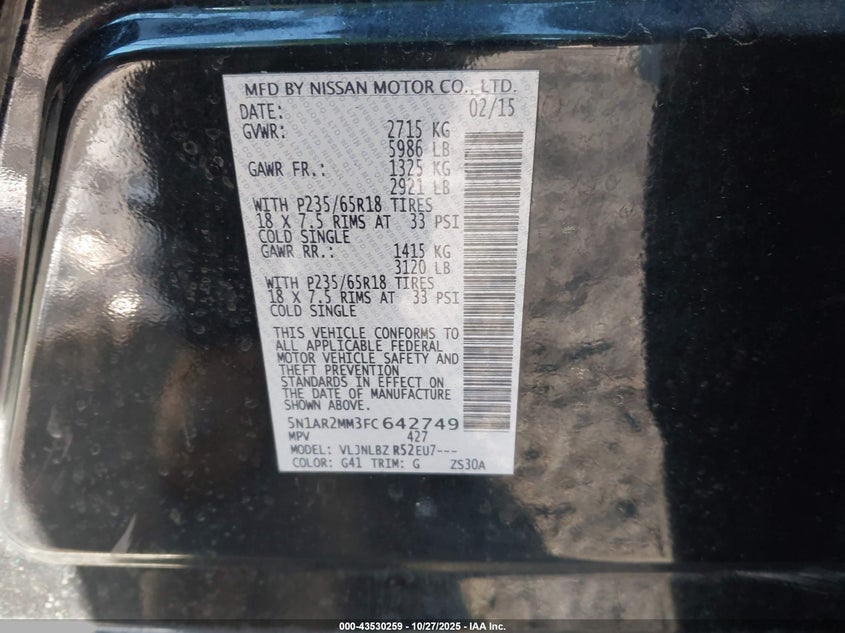 MFD BY NISSAN MOTOR CO., LTD.
DATE: 02/15
GVWR: 2715 KG
5986 LB
GAWR FR.: 1325 KG
2921 LB
WITH P235/65R18 TIRES
18 X 7.5 RIMS AT 33 PSI
COLD SINGLE
GAWR RR.: 1415 KG
3120 LB
WITH P235/65R18 TIRES
18 X 7.5 RIMS AT 33 PSI
COLD SINGLE
THIS VEHICLE CONFORMS TO
ALL APPLICABLE FEDERAL
MOTOR VEHICLE SAFETY AND
THEFT PREVENTION
STANDARDS IN EFFECT ON
THE DATE OF MANUFACTURE
SHOWN ABOVE.
5N1AR2MM3FC642749
MPV 427
MODEL: VLJNLBZ R52EU7---
COLOR: G41 TRIM: G ZS30A
000-43530259 - 10/27/2025 - IAA Inc.